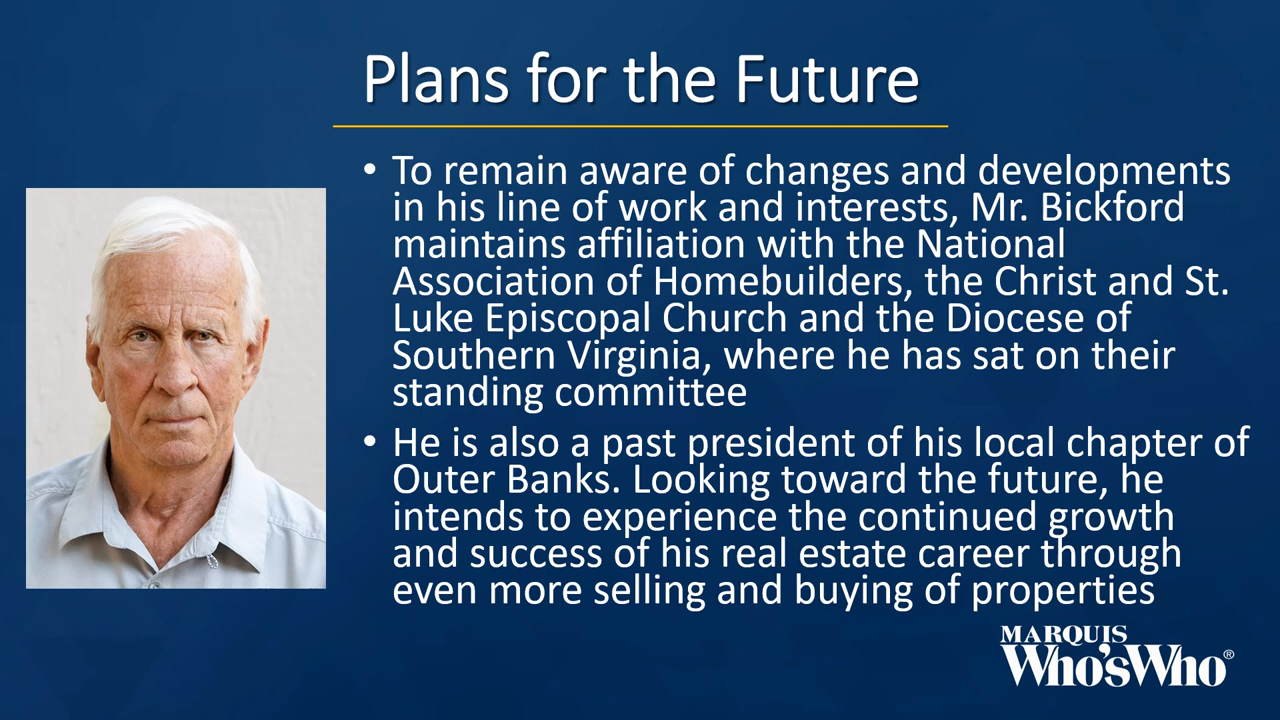 Plans for the Future
• To remain aware of changes and developments
in his line of work and interests, Mr. Bickford
maintains affiliation with the National
Association of Homebuilders, the Christ and St.
Luke Episcopal Church and the Diocese of
Southern Virginia, where he has sat on their
standing committee
• He is also a past president of his local chapter of
Outer Banks. Looking toward the future, he
intends to experience the continued growth
and success of his real estate career through
even more selling and buying of properties
MARQUIS
Who'sWho®